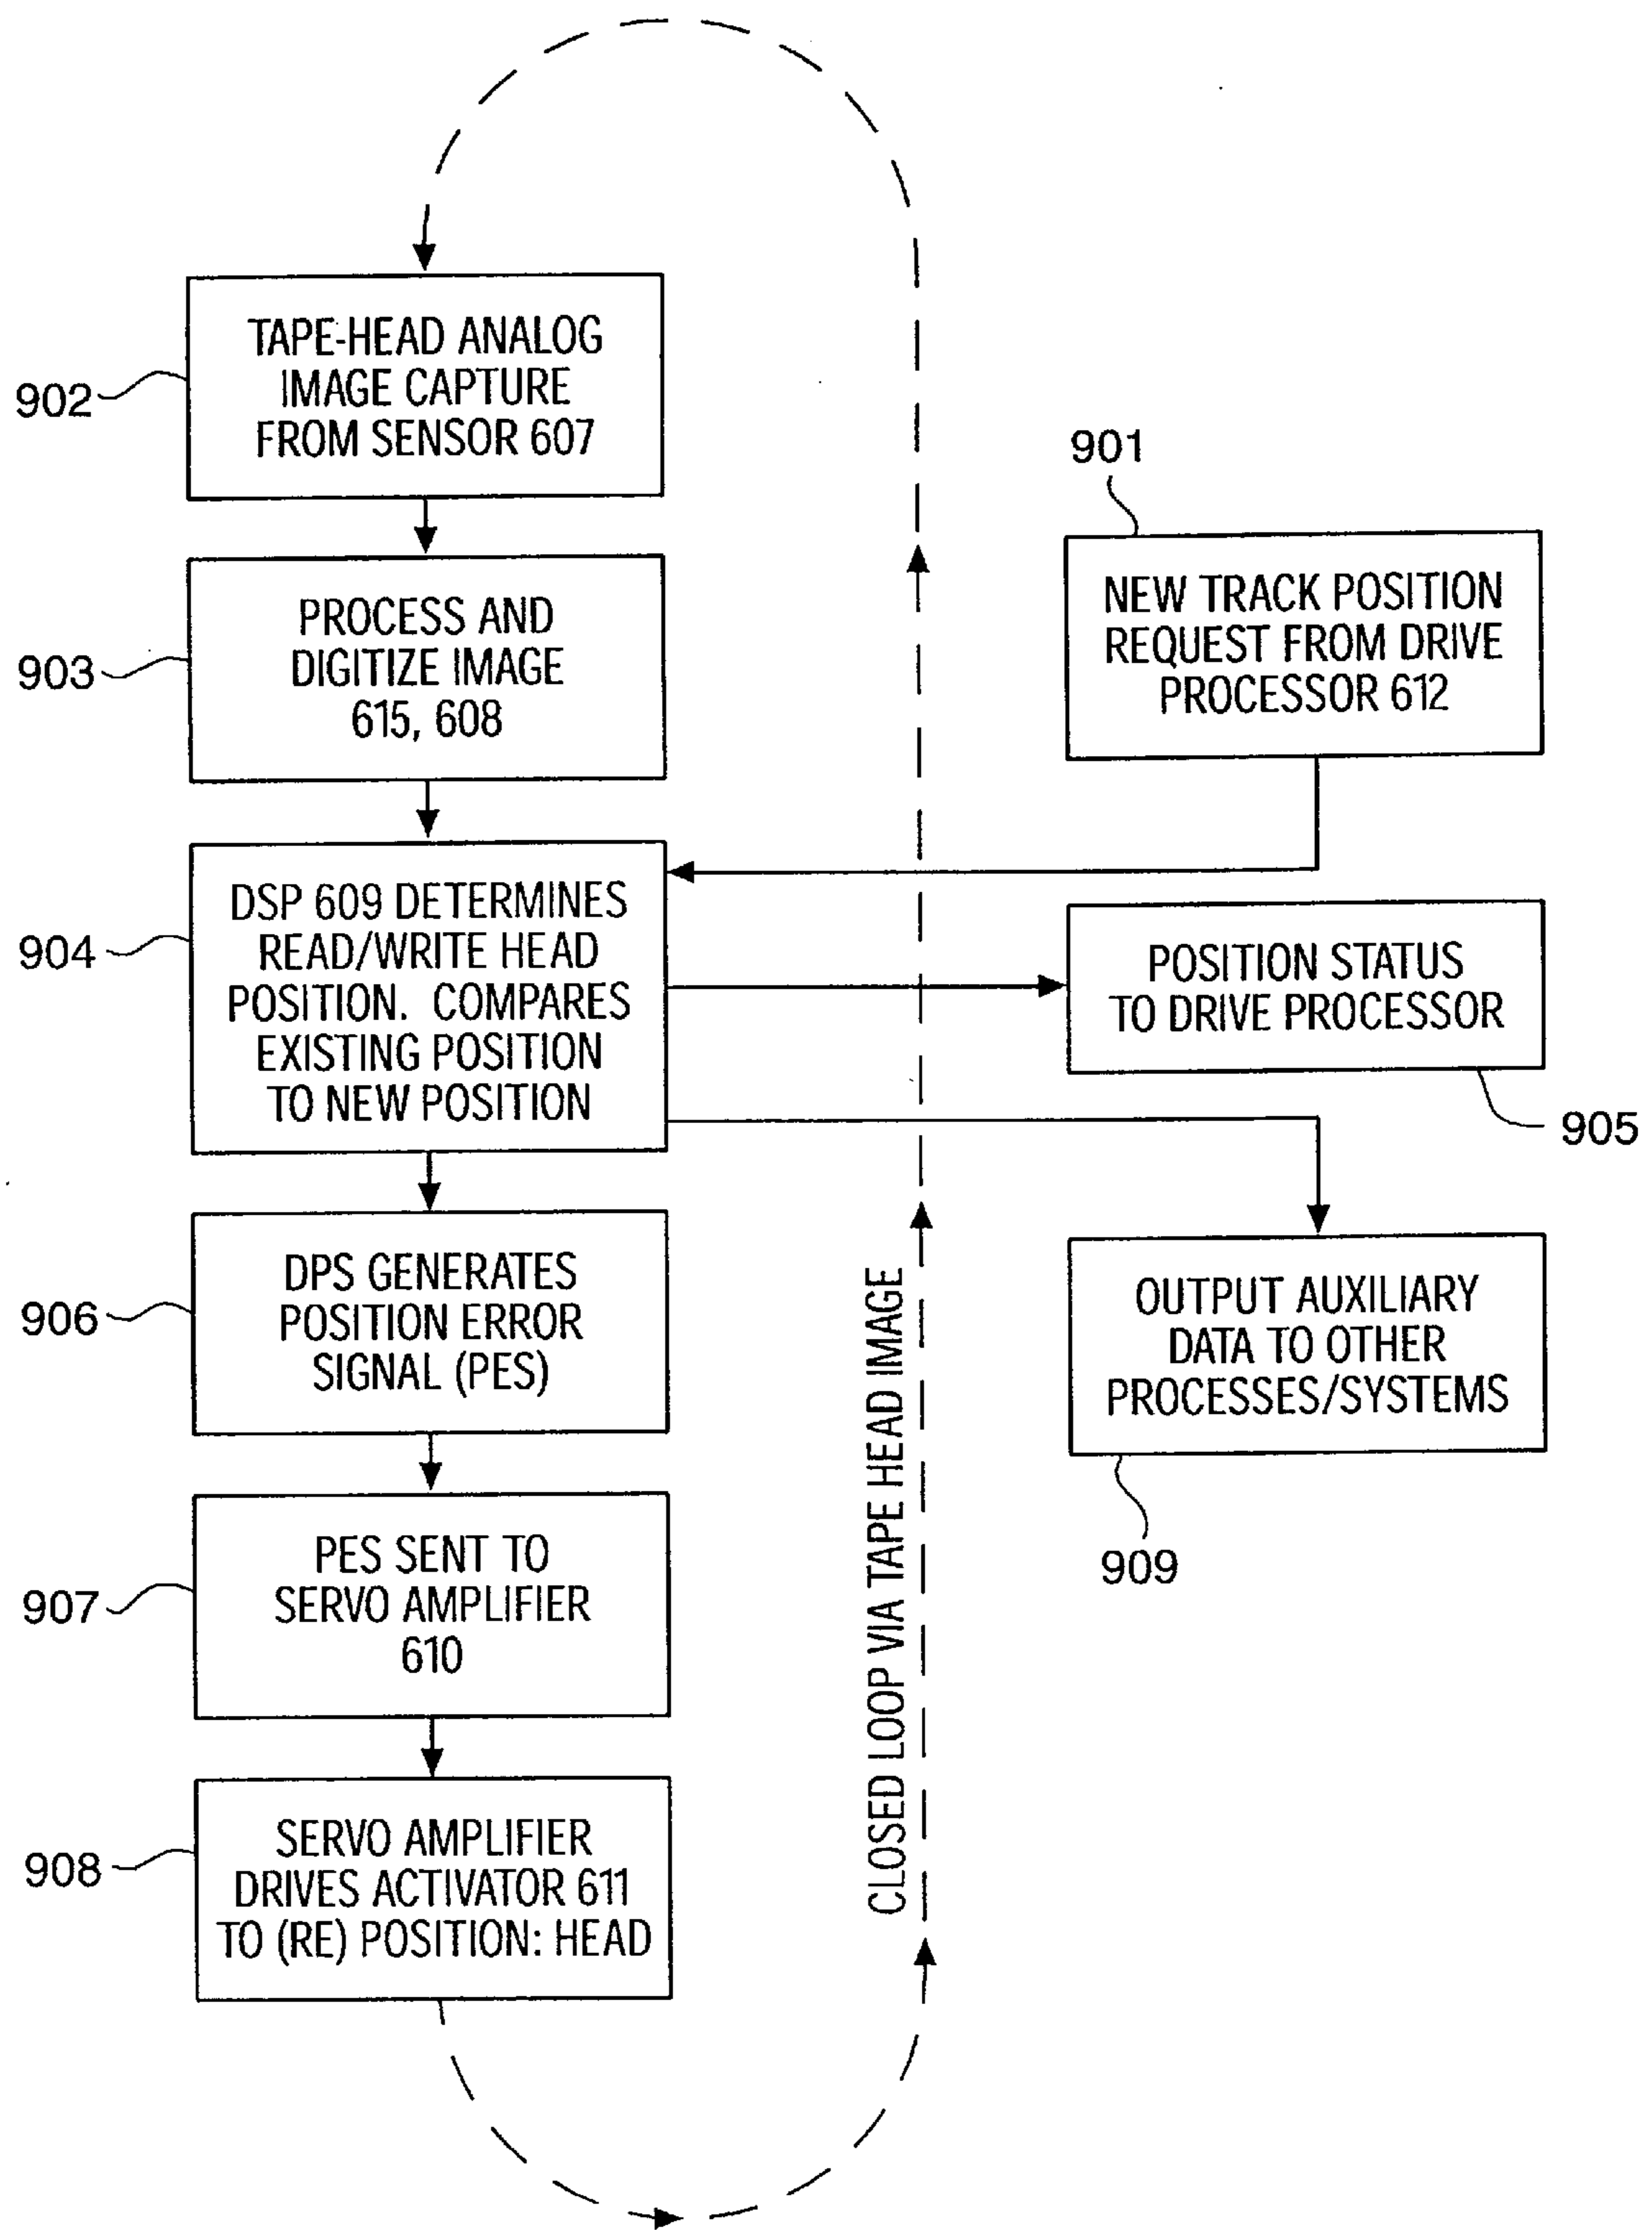 902
TAPE-HEAD ANALOG
IMAGE CAPTURE
FROM SENSOR 607
903
PROCESS AND
DIGITIZE IMAGE
615, 608
904
DSP 609 DETERMINES
READ/WRITE HEAD
POSITION. COMPARES
EXISTING POSITION
TO NEW POSITION
906
DPS GENERATES
POSITION ERROR
SIGNAL (PES)
907
PES SENT TO
SERVO AMPLIFIER
610
908
SERVO AMPLIFIER
DRIVES ACTIVATOR 611
TO (RE) POSITION: HEAD
CLOSED LOOP VIA TAPE HEAD IMAGE
901
NEW TRACK POSITION
REQUEST FROM DRIVE
PROCESSOR 612
POSITION STATUS
TO DRIVE PROCESSOR
905
OUTPUT AUXILIARY
DATA TO OTHER
PROCESSES/SYSTEMS
909